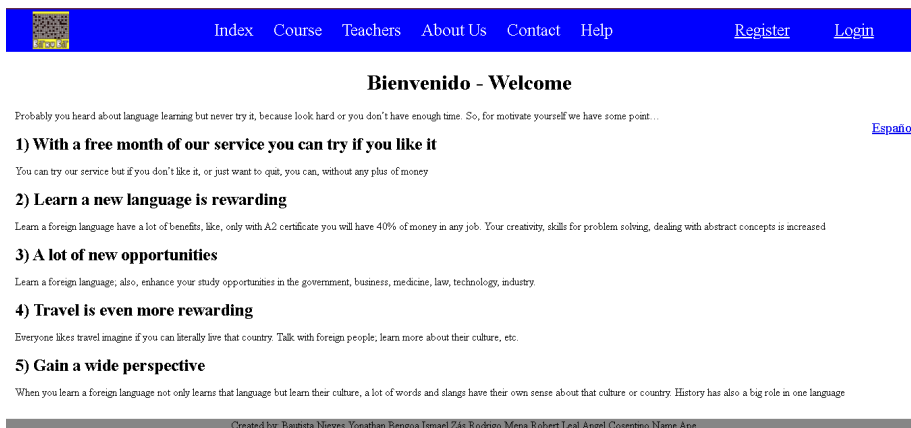 Index Course Teachers About Us Contact Help Register Login
Bienvenido - Welcome
Probably you heard about language learning but never try it, because look hard or you don't have enough time. So, for motivate yourself we have some point…
Españo
1) With a free month of our service you can try if you like it
You can try our service but if you don't like it, or just want to quit, you can, without any plus of money
2) Learn a new language is rewarding
Learn a foreign language have a lot of benefits, like, only with A2 certificate you will have 40% of money in any job. Your creativity, skills for problem solving, dealing with abstract concepts is increased
3) A lot of new opportunities
Learn a foreign language; also, enhance your study opportunities in the government, business, medicine, law, technology, industry.
4) Travel is even more rewarding
Everyone likes travel imagine if you can literally live that country. Talk with foreign people; learn more about their culture, etc.
5) Gain a wide perspective
When you learn a foreign language not only learns that language but learn their culture, a lot of words and slangs have their own sense about that culture or country. History has also a big role in one language
Created by: Bautista Nieves Yonathan Bengoa Ismael Zás Rodrigo Mena Robert Leal Angel Cosentino Name Ape